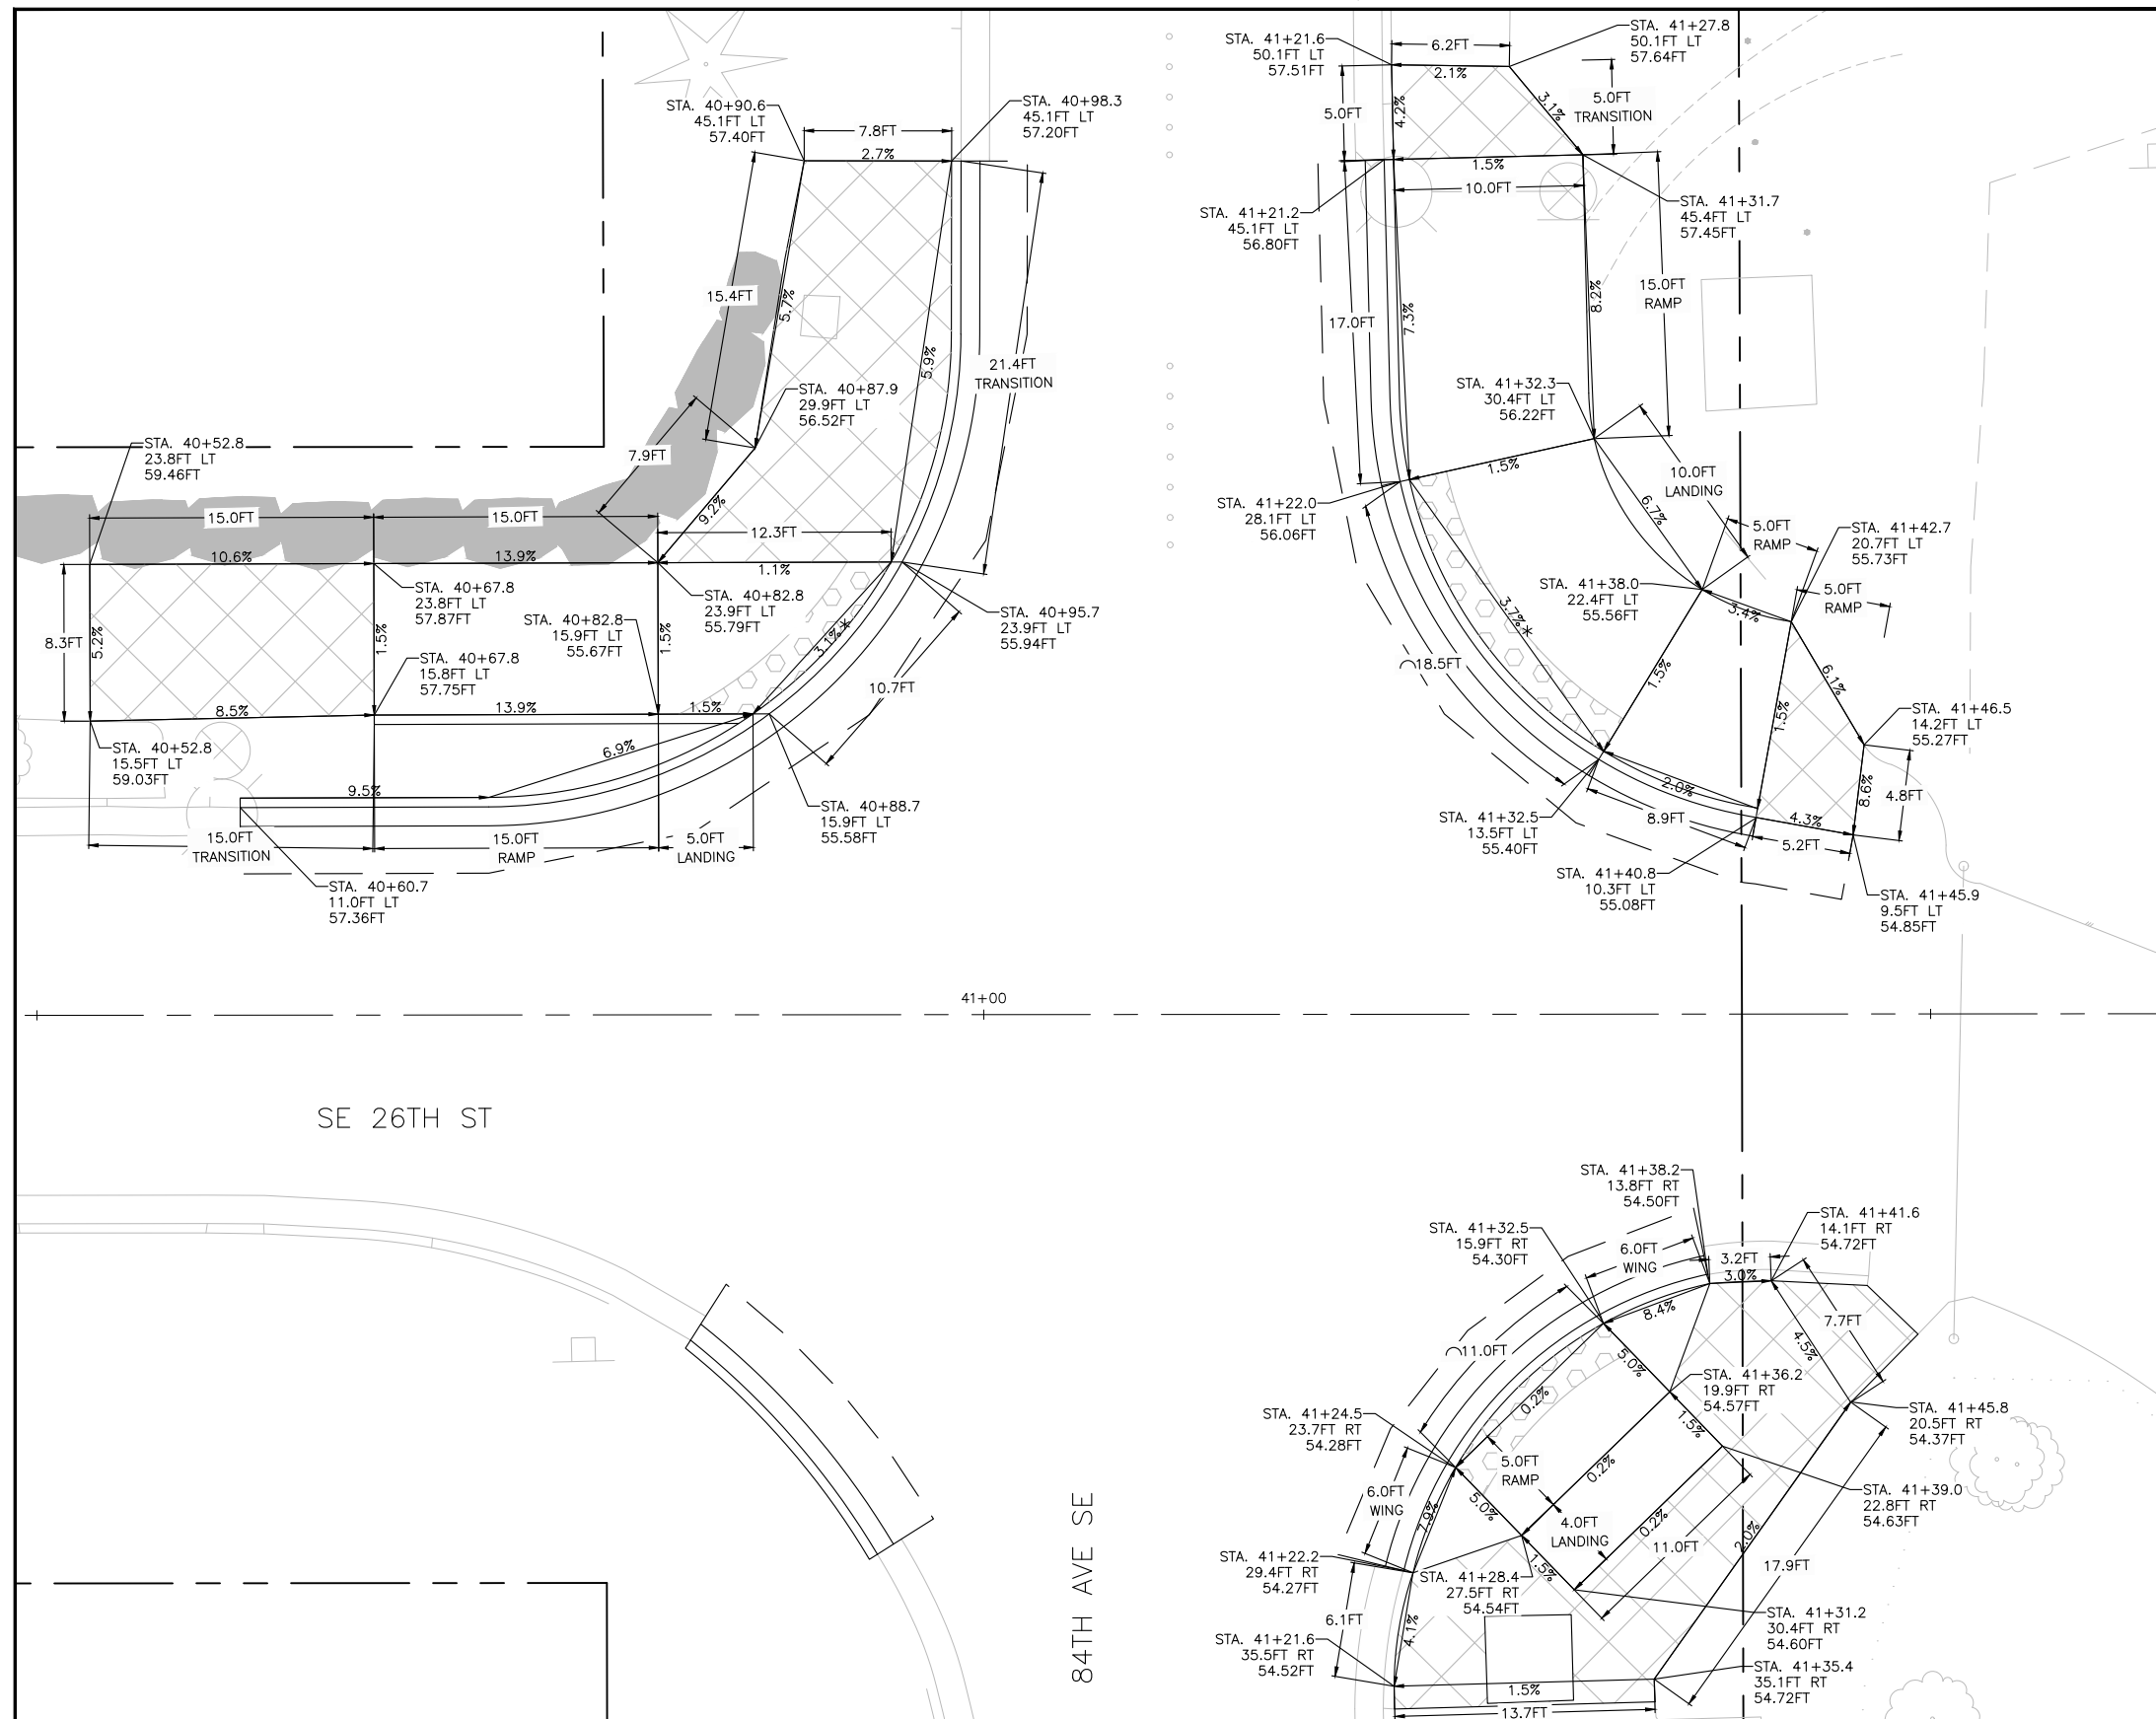 STA. 40+90.6
45.1FT LT
57.40FT
7.8FT
2.7%
STA. 40+98.3
45.1FT LT
57.20FT
15.4FT
5.7%
5.9%
21.4FT
TRANSITION
STA. 40+87.9
29.9FT LT
56.52FT
7.9FT
9.2%
STA. 40+52.8
23.8FT LT
59.46FT
15.0FT
15.0FT
12.3FT
10.6%
13.9%
1.1%
STA. 40+67.8
23.8FT LT
57.87FT
STA. 40+82.8
23.9FT LT
55.79FT
STA. 40+82.8
15.9FT LT
55.67FT
STA. 40+95.7
23.9FT LT
55.94FT
8.3FT
5.2%
1.5%
1.5%
3.1%*
10.7FT
STA. 40+67.8
15.8FT LT
57.75FT
8.5%
13.9%
1.5%
STA. 40+52.8
15.5FT LT
59.03FT
6.9%
9.5%
STA. 40+88.7
15.9FT LT
55.58FT
15.0FT
TRANSITION
15.0FT
RAMP
5.0FT
LANDING
STA. 40+60.7
11.0FT LT
57.36FT
STA. 41+21.6
50.1FT LT
57.51FT
6.2FT
2.1%
STA. 41+27.8
50.1FT LT
57.64FT
5.0FT
4.2%
3.1%
5.0FT
TRANSITION
1.5%
10.0FT
STA. 41+21.2
45.1FT LT
56.80FT
STA. 41+31.7
45.4FT LT
57.45FT
17.0FT
7.3%
8.2%
15.0FT
RAMP
STA. 41+32.3
30.4FT LT
56.22FT
1.5%
10.0FT
LANDING
6.7%
STA. 41+22.0
28.1FT LT
56.06FT
5.0FT
RAMP
STA. 41+42.7
20.7FT LT
55.73FT
STA. 41+38.0
22.4FT LT
55.56FT
5.0FT
RAMP
3.4%
3.7%*
18.5FT
1.5%
1.5%
6.1%
STA. 41+46.5
14.2FT LT
55.27FT
2.0%
8.9FT
4.3%
8.6%
4.8FT
5.2FT
STA. 41+32.5
13.5FT LT
55.40FT
STA. 41+40.8
10.3FT LT
55.08FT
STA. 41+45.9
9.5FT LT
54.85FT
41+00
SE 26TH ST
84TH AVE SE
STA. 41+38.2
13.8FT RT
54.50FT
STA. 41+32.5
15.9FT RT
54.30FT
6.0FT
WING
3.2FT
3.0%
STA. 41+41.6
14.1FT RT
54.72FT
8.4%
7.7FT
4.5%
11.0FT
5.0%
0.2%
STA. 41+36.2
19.9FT RT
54.57FT
1.5%
STA. 41+24.5
23.7FT RT
54.28FT
STA. 41+45.8
20.5FT RT
54.37FT
5.0FT
RAMP
0.2%
6.0FT
WING
7.9%
5.0%
4.0FT
LANDING
0.2%
11.0FT
2.0%
STA. 41+39.0
22.8FT RT
54.63FT
STA. 41+22.2
29.4FT RT
54.27FT
STA. 41+28.4
27.5FT RT
54.54FT
1.5%
17.9FT
6.1FT
4.1%
STA. 41+31.2
30.4FT RT
54.60FT
STA. 41+21.6
35.5FT RT
54.52FT
1.5%
13.7FT
STA. 41+35.4
35.1FT RT
54.72FT